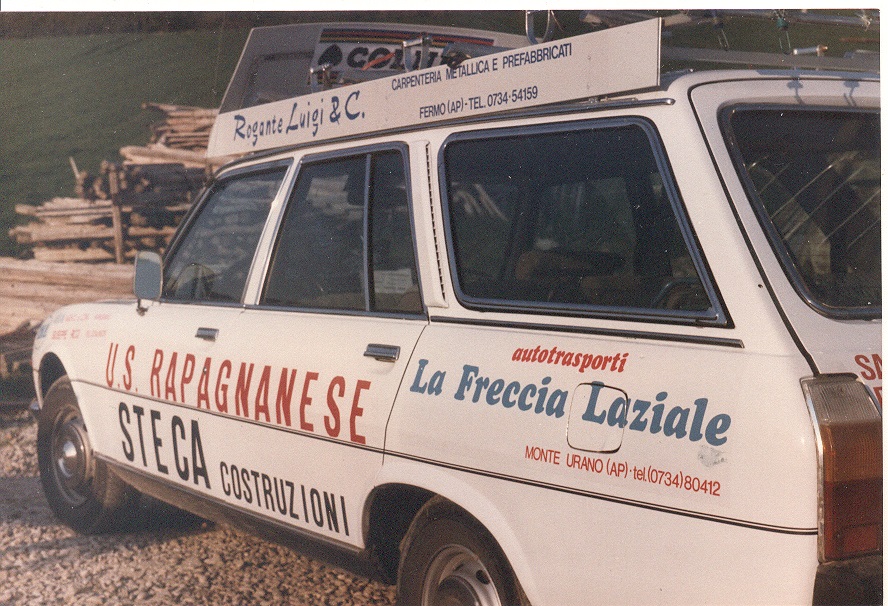 CARPENTERIA METALLICA E PREFABBRICATI
Rogante Luigi & C.
FERMO (AP) - TEL. 0734-54159
autotrasporti
La Freccia Laziale
MONTE URANO (AP) - tel.(0734)80412
U.S. RAPAGNANESE
STECA COSTRUZIONI
SA